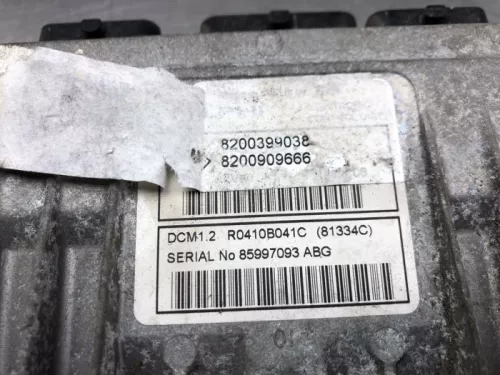 8200399038
> 8200909666
DCM1.2 R0410B041C (81334C)
SERIAL No 85997093 ABG